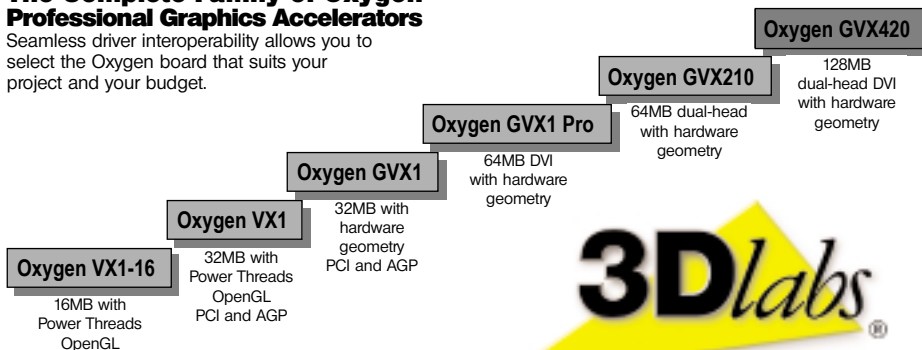 The Complete Family of Oxygen
Professional Graphics Accelerators
Seamless driver interoperability allows you to
select the Oxygen board that suits your
project and your budget.
Oxygen GVX420
128MB
dual-head DVI
with hardware
geometry
Oxygen GVX210
64MB dual-head
with hardware
geometry
Oxygen GVX1 Pro
64MB DVI
with hardware
geometry
Oxygen GVX1
32MB with
hardware
geometry
PCI and AGP
Oxygen VX1
32MB with
Power Threads
OpenGL
PCI and AGP
Oxygen VX1-16
16MB with
Power Threads
OpenGL
3Dlabs®